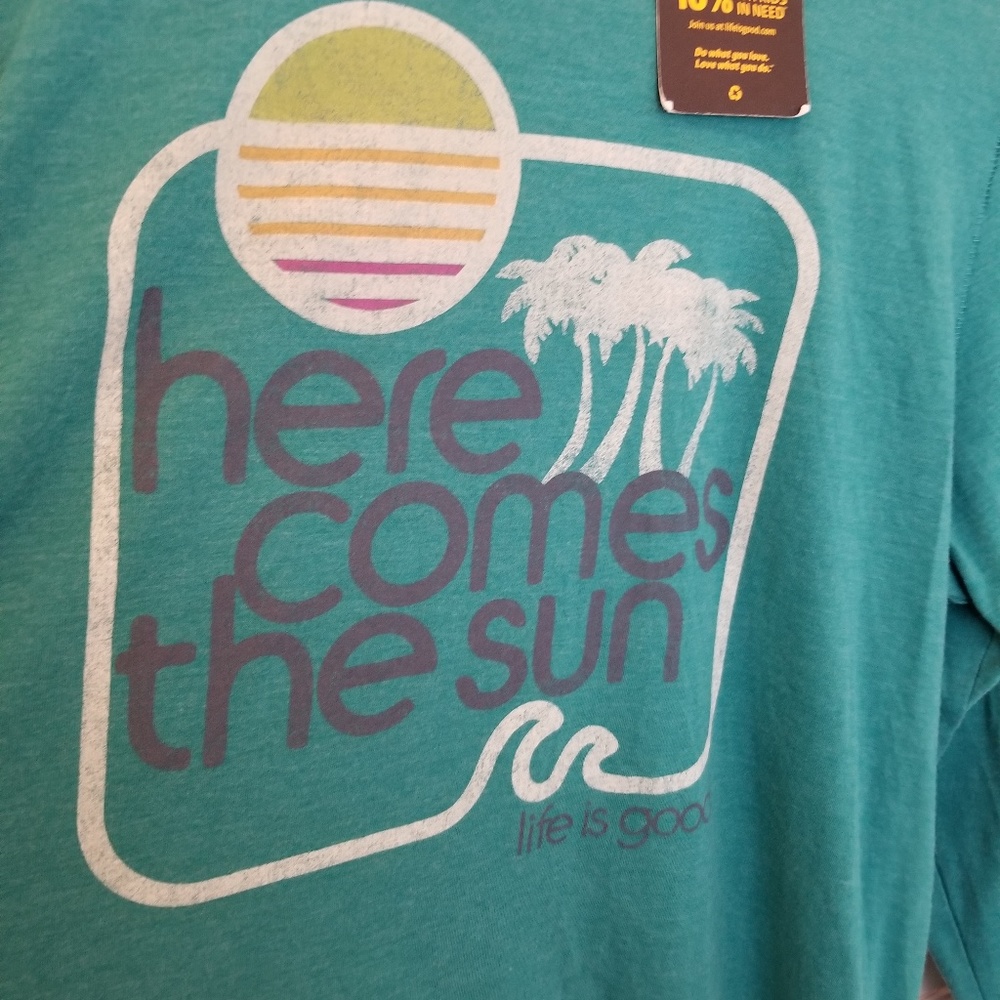 IN NEED
Join us at lifeisgood.com
Do what you love.
Love what you do.
here
comes
the sun
life is good